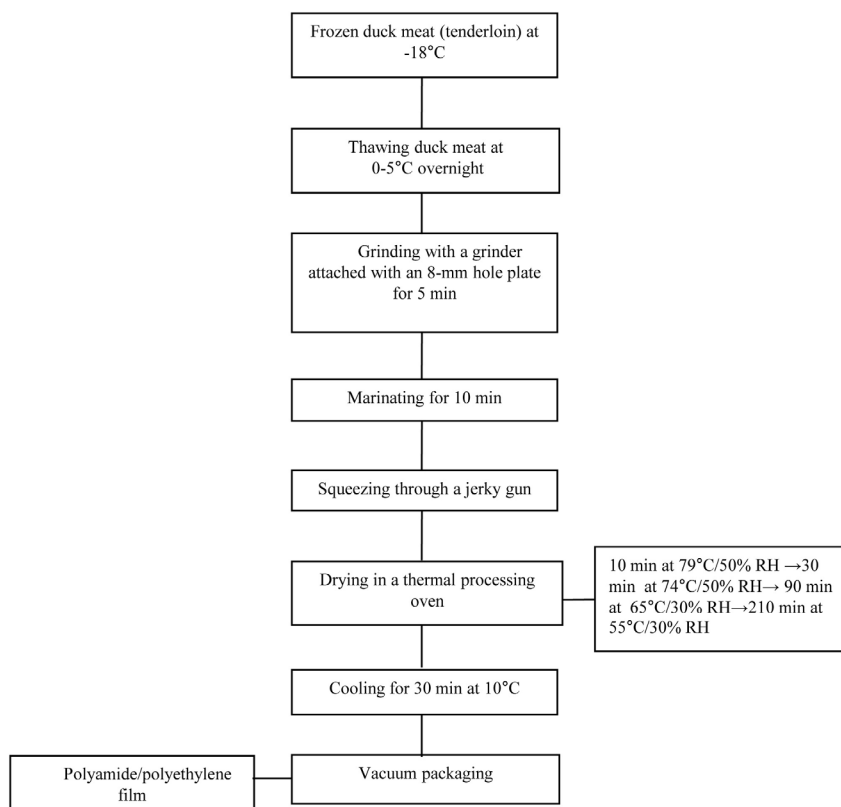 Frozen duck meat (tenderloin) at
-18°C
Thawing duck meat at
0-5°C overnight
Grinding with a grinder
attached with an 8-mm hole plate
for 5 min
Marinating for 10 min
Squeezing through a jerky gun
Drying in a thermal processing
oven
10 min at 79°C/50% RH →30
min at 74°C/50% RH→ 90 min
at 65°C/30% RH→210 min at
55°C/30% RH
Cooling for 30 min at 10°C
Vacuum packaging
Polyamide/polyethylene
film